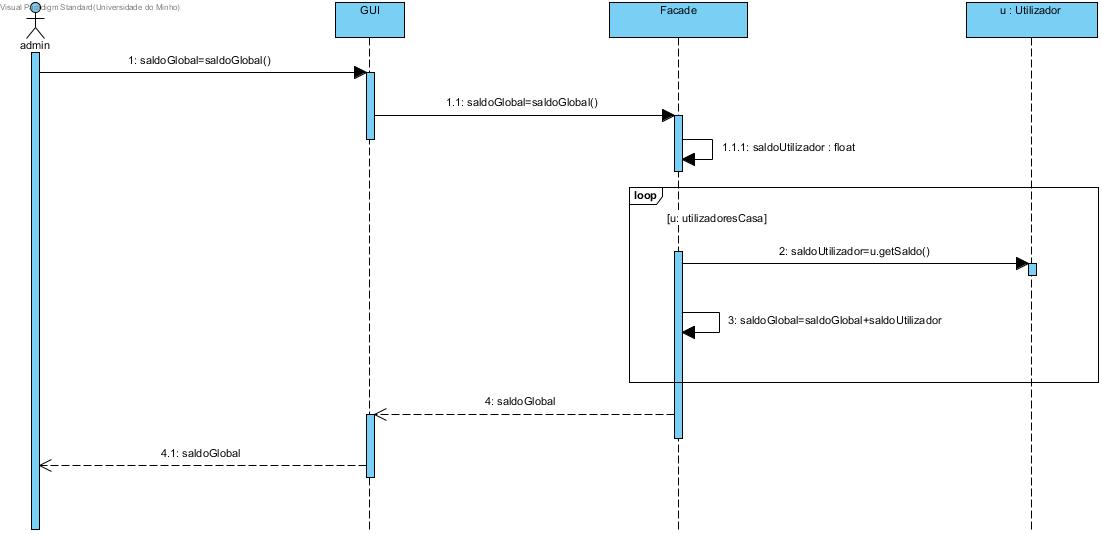 Visual Paradigm Standard(Universidade do Minho)
admin
GUI
Facade
u : Utilizador
1: saldoGlobal=saldoGlobal()
1.1: saldoGlobal=saldoGlobal()
1.1.1: saldoUtilizador : float
loop
[u: utilizadoresCasa]
2: saldoUtilizador=u.getSaldo()
3: saldoGlobal=saldoGlobal+saldoUtilizador
4: saldoGlobal
4.1: saldoGlobal